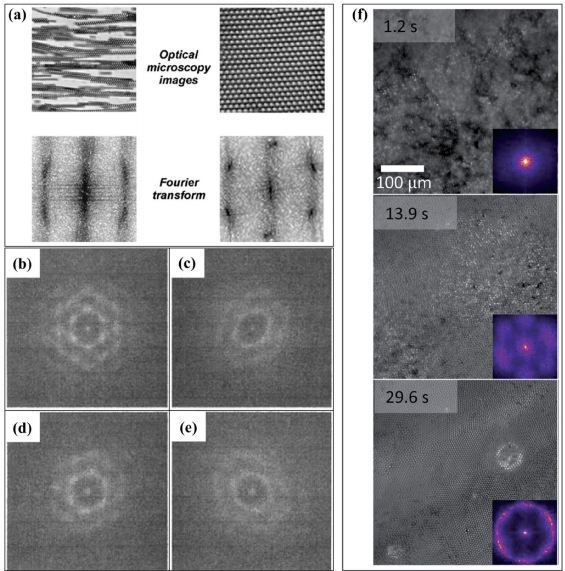 (a)
Optical
microscopy
images
Fourier
transform
(b)
(c)
(d)
(e)
(f)
1.2 s
100 µm
13.9 s
29.6 s